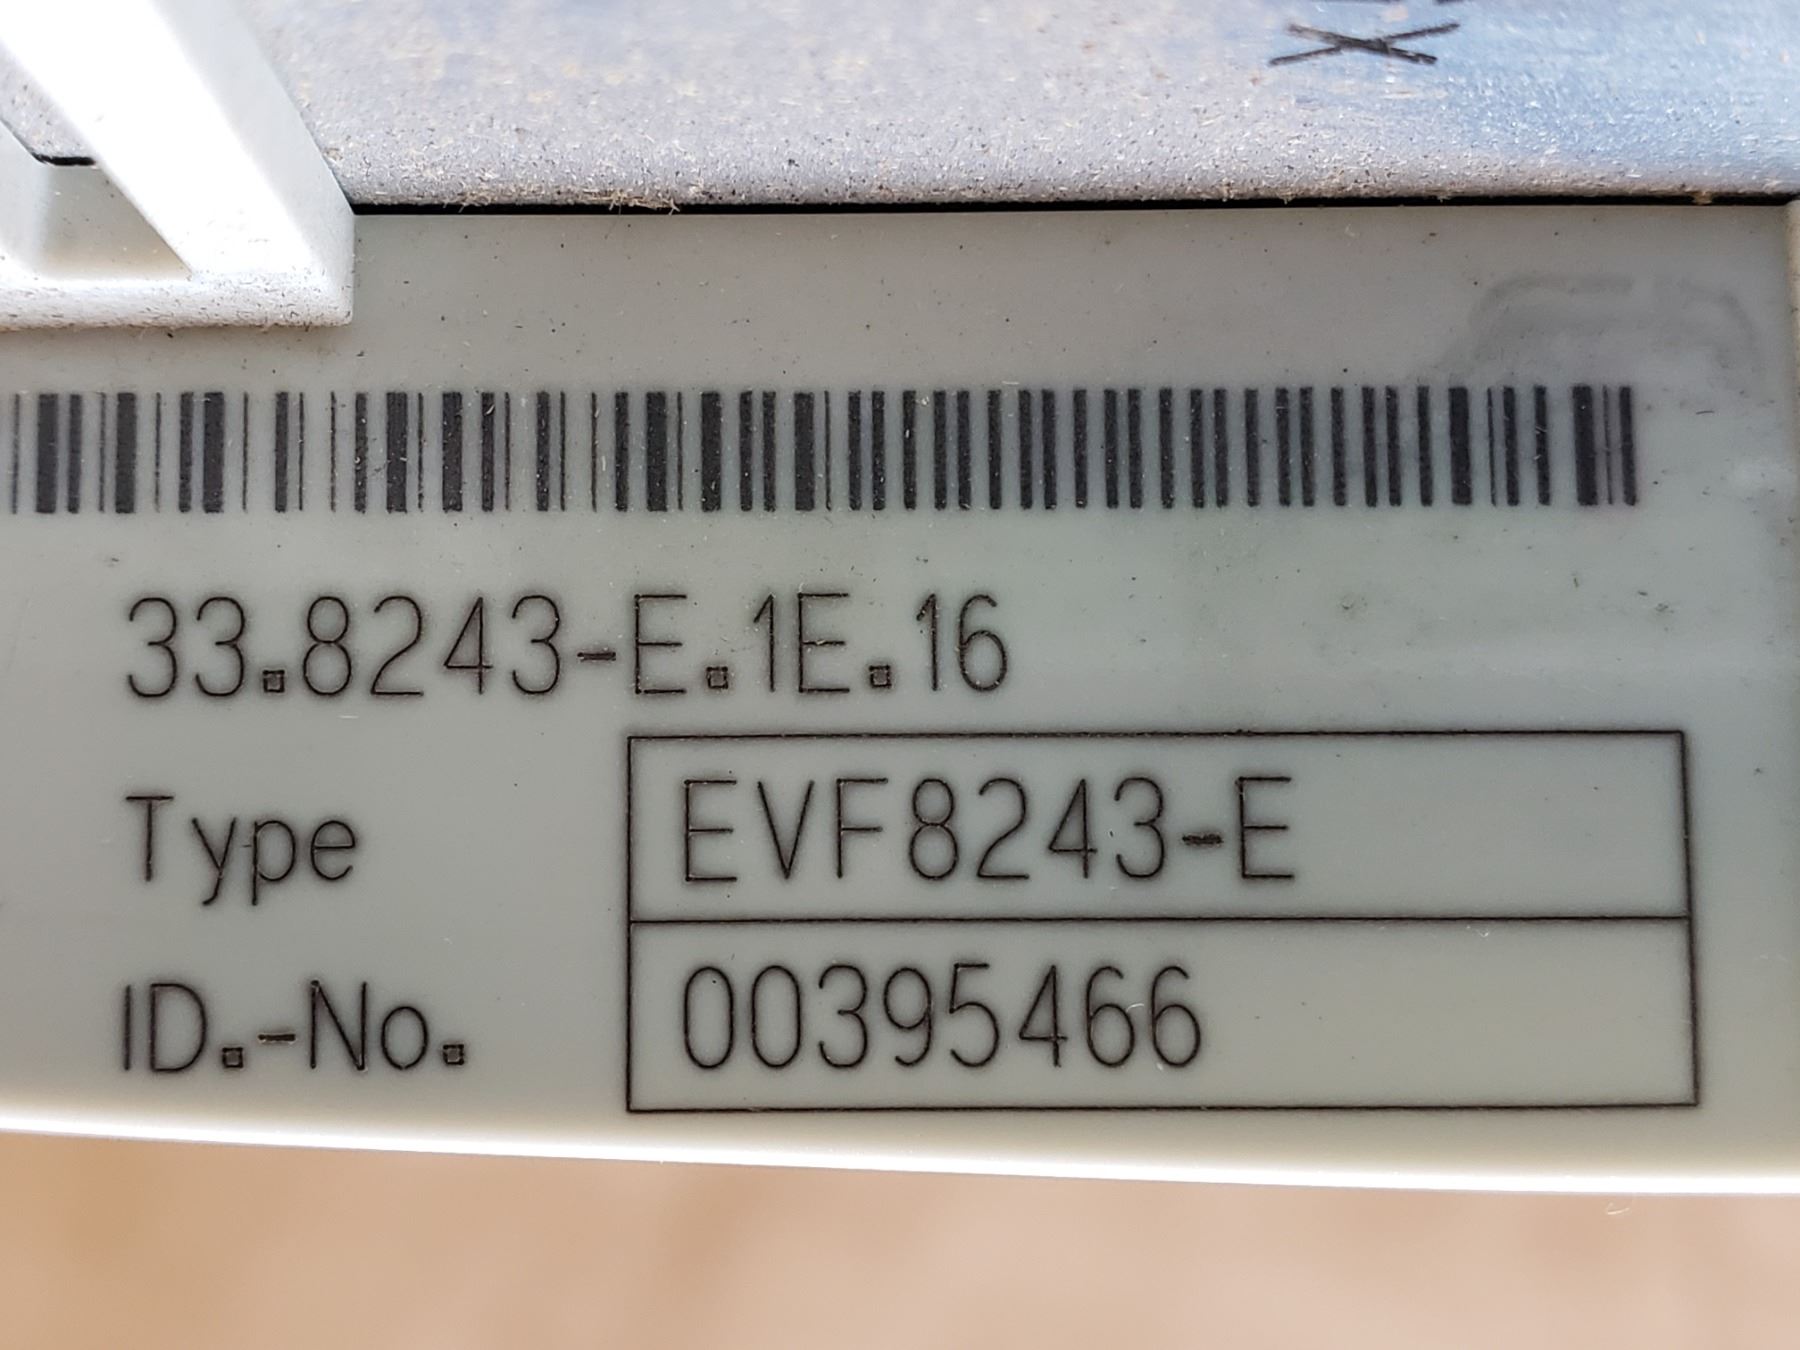 33.8243-E.1E.16
Type EVF8243-E
ID.-No. 00395466